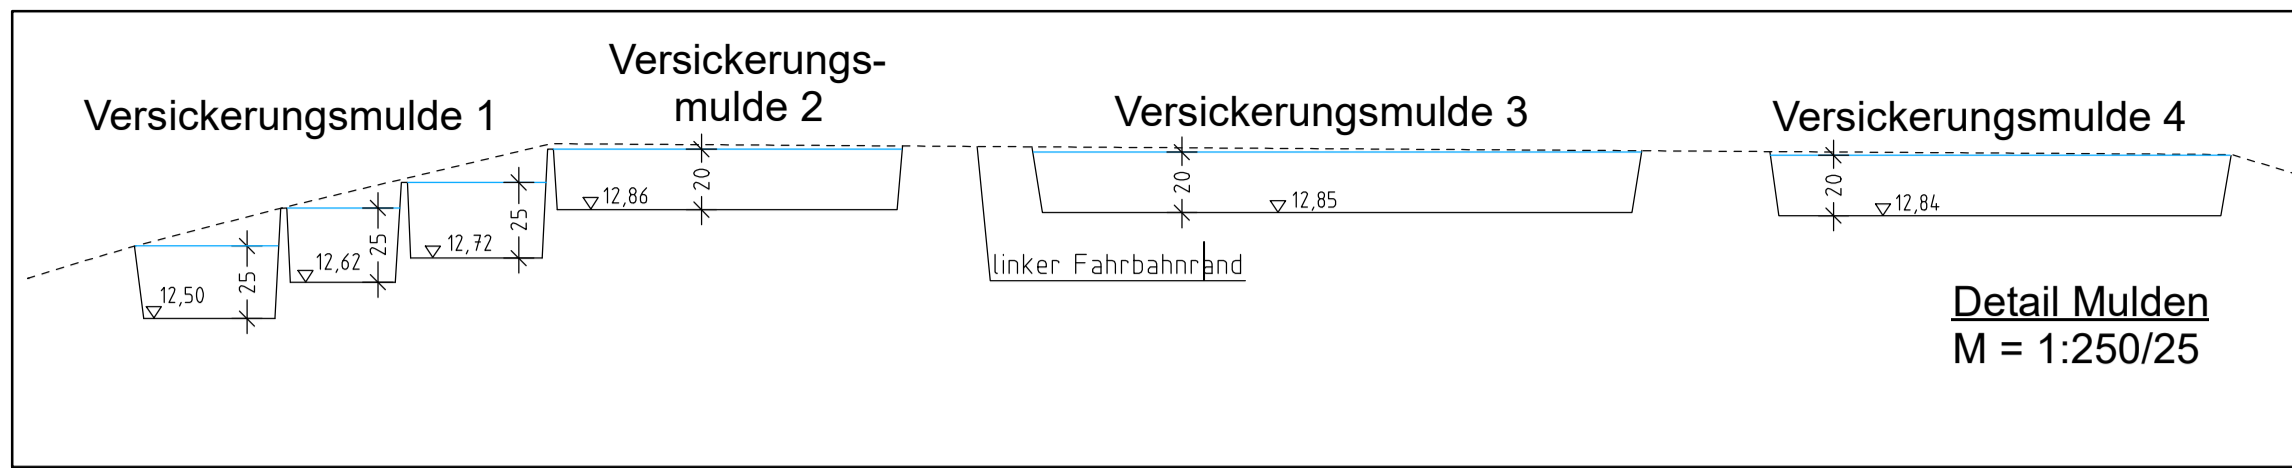 Versickerungsmulde 1
Versickerungs-
mulde 2
Versickerungsmulde 3
Versickerungsmulde 4
12,50
25
12,62
25
12,72
25
12,86
20
linker Fahrbahnrand
20
12,85
20
12,84
Detail Mulden
M = 1:250/25